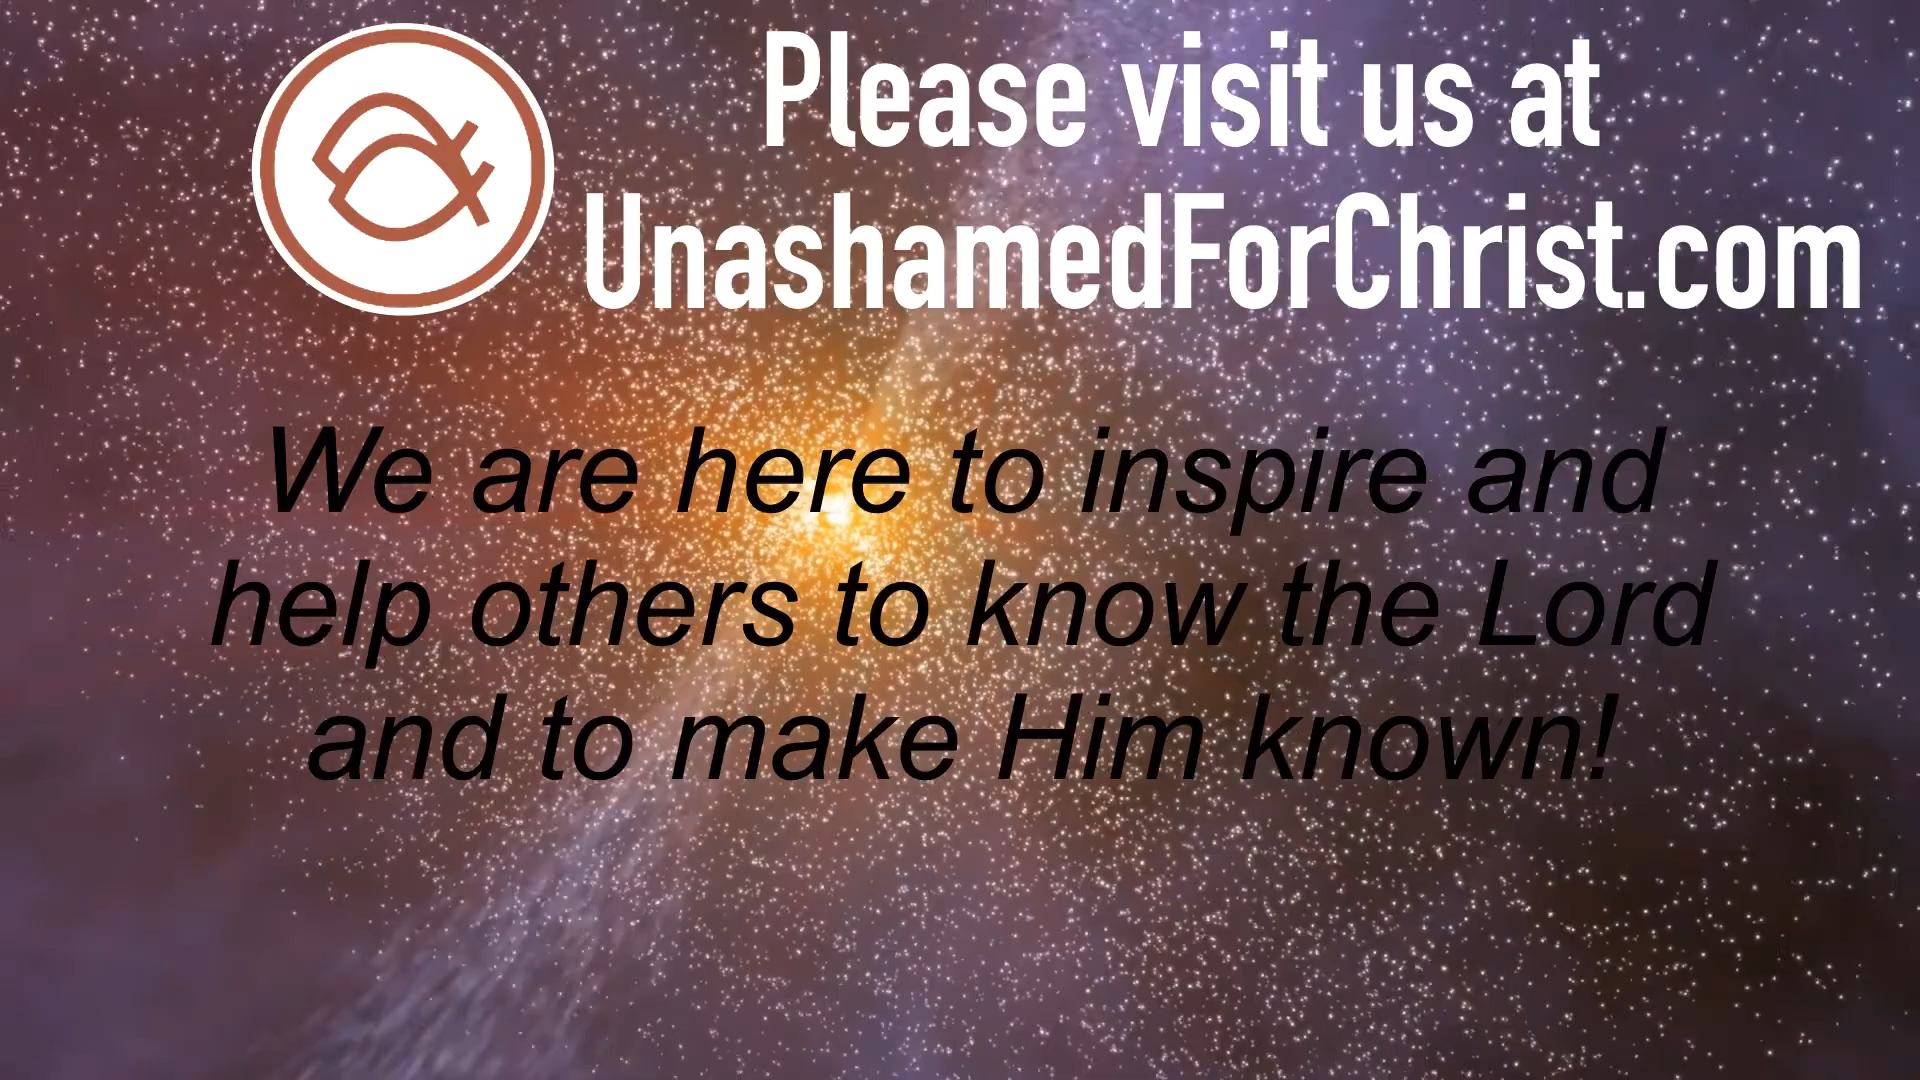 Please visit us at
UnashamedForChrist.com
We are here to inspire and
help others to know the Lord
and to make Him known!